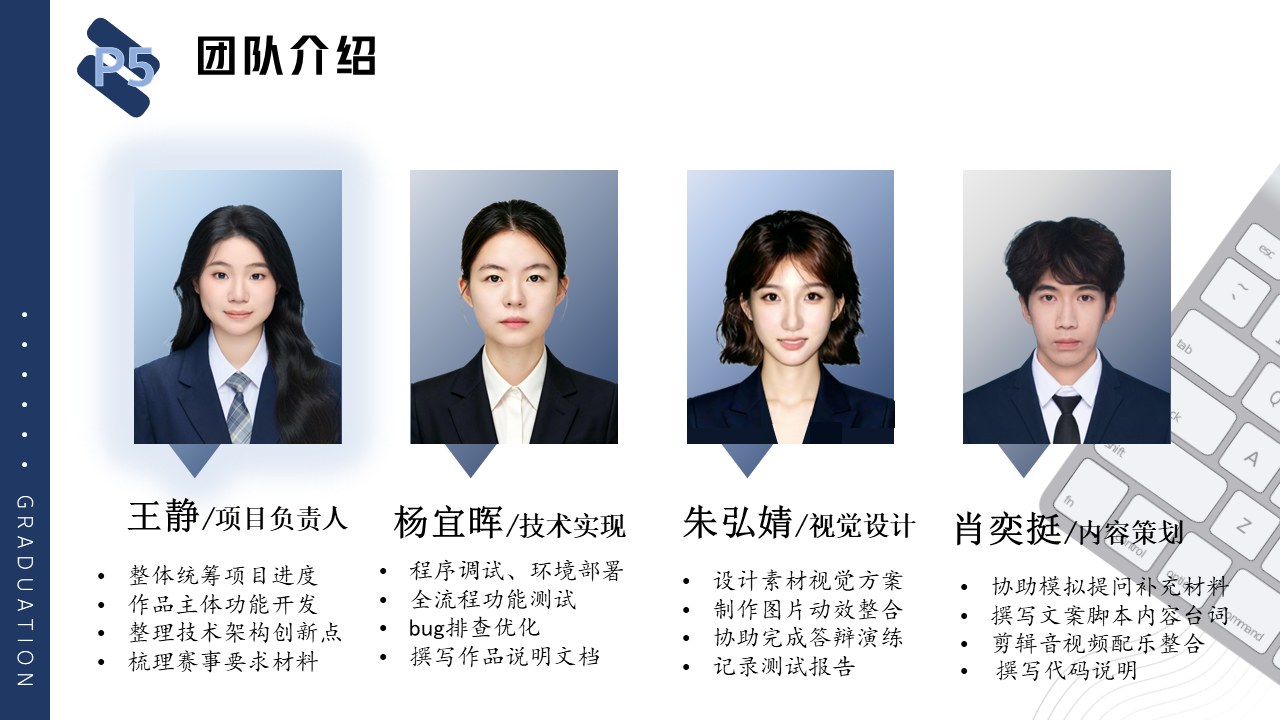 P5
团队介绍
王静/项目负责人
• 整体统筹项目进度
• 作品主体功能开发
• 整理技术架构创新点
• 梳理赛事要求材料
杨宜晖/技术实现
• 程序调试、环境部署
• 全流程功能测试
• bug排查优化
• 撰写作品说明文档
朱弘婧/视觉设计
• 设计素材视觉方案
• 制作图片动效整合
• 协助完成答辩演练
• 记录测试报告
肖奕挺/内容策划
• 协助模拟提问补充材料
• 撰写文案脚本内容台词
• 剪辑音视频配乐整合
• 撰写代码说明
GRADUATION
esc
~
tab
Q
A
shift
fn
Z
control
option
command